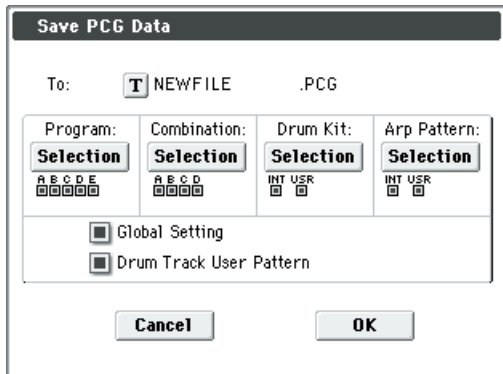 Save PCG Data
To: T NEWFILE .PCG
Program: Combination: Drum Kit: Arp Pattern:
Selection Selection Selection Selection
A B C D E A B C D INT USR INT USR
Global Setting
Drum Track User Pattern
Cancel OK